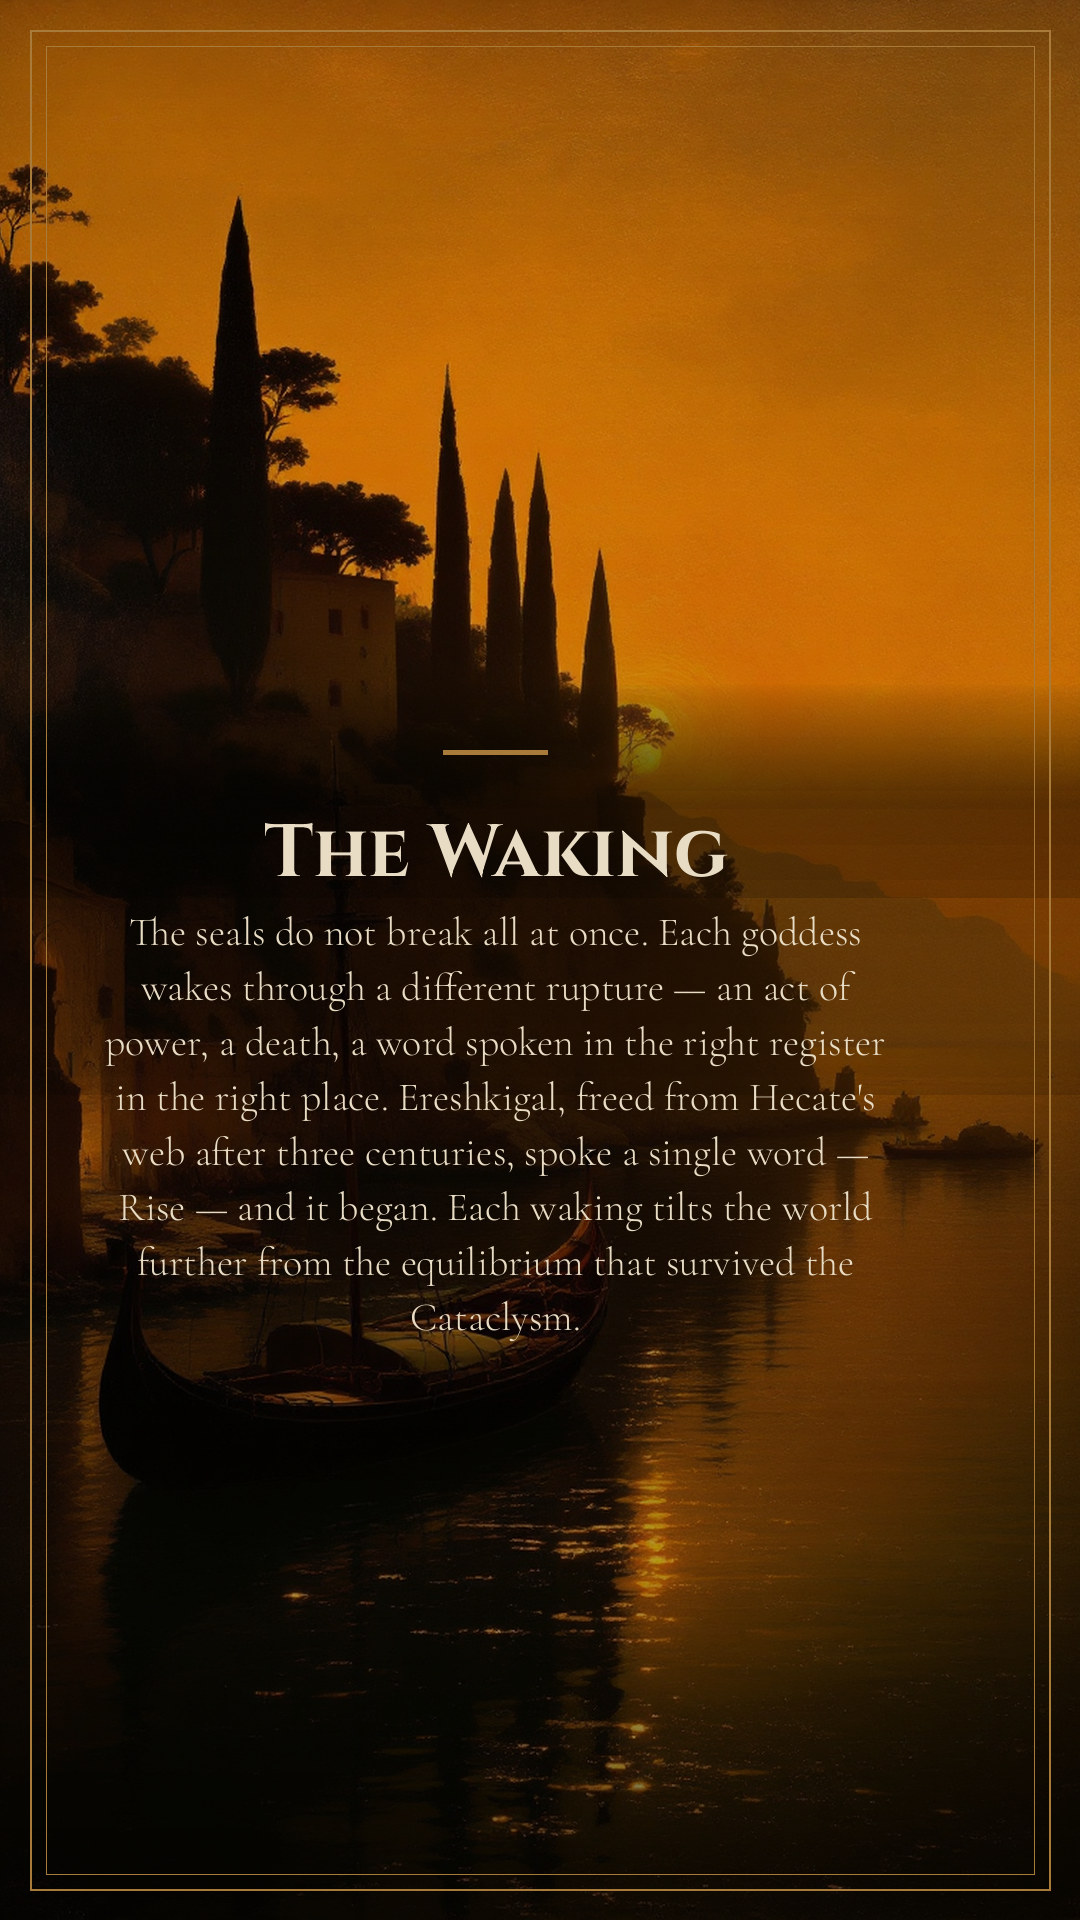 The Waking
The seals do not break all at once. Each goddess
wakes through a different rupture — an act of
power, a death, a word spoken in the right register
in the right place. Ereshkigal, freed from Hecate's
web after three centuries, spoke a single word —
Rise — and it began. Each waking tilts the world
further from the equilibrium that survived the
Cataclysm.